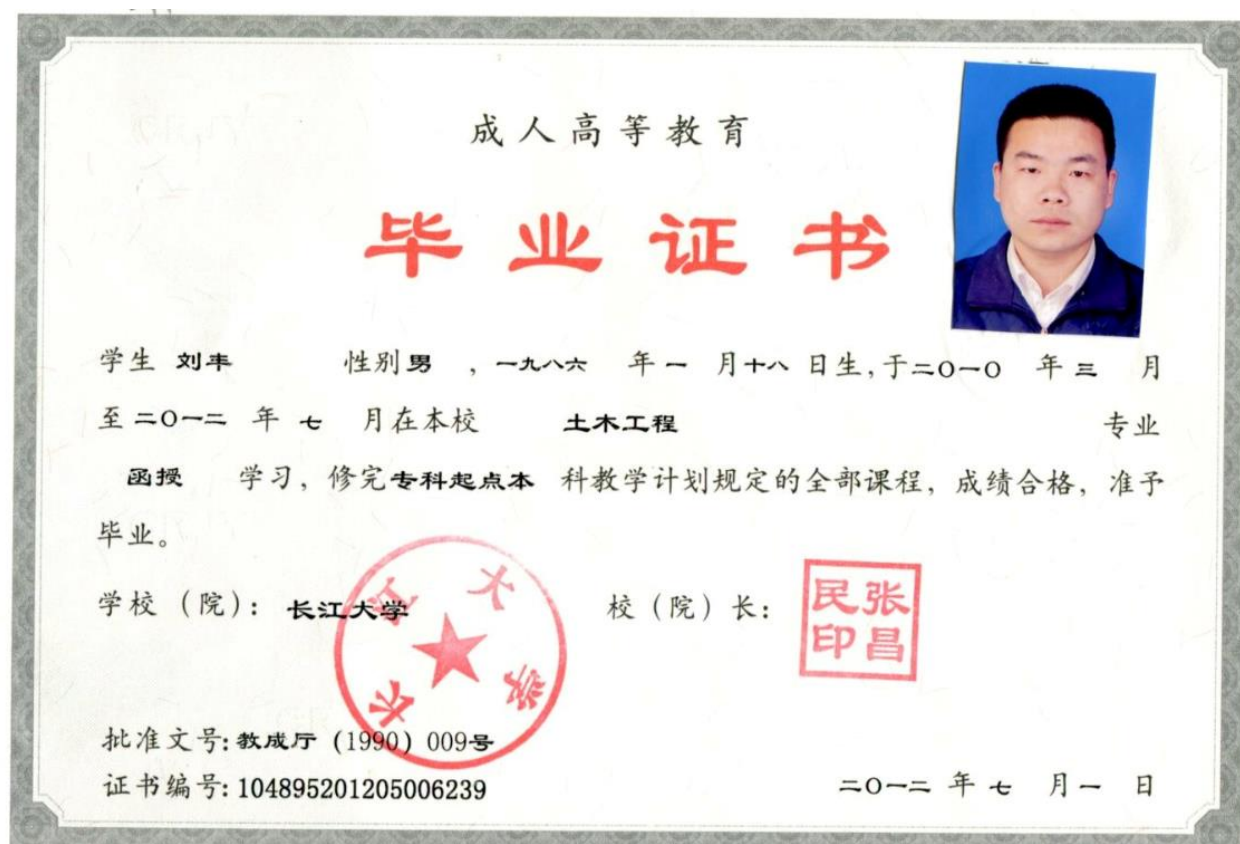 成人高等教育
毕业证书
学生 刘丰 性别 男 , 一九八六 年 一 月 十八 日生, 于 二〇一〇 年 三 月
至 二〇一二 年 七 月在本校 土木工程 专业
函授 学习, 修完 专科起点本 科教学计划规定的全部课程, 成绩合格, 准予
毕业。
学校（院）: 长江大学 校（院）长:
长江大学
张昌民印
批准文号: 教成厅 (1990) 009号
证书编号: 104895201205006239
二〇一二 年 七 月 一 日